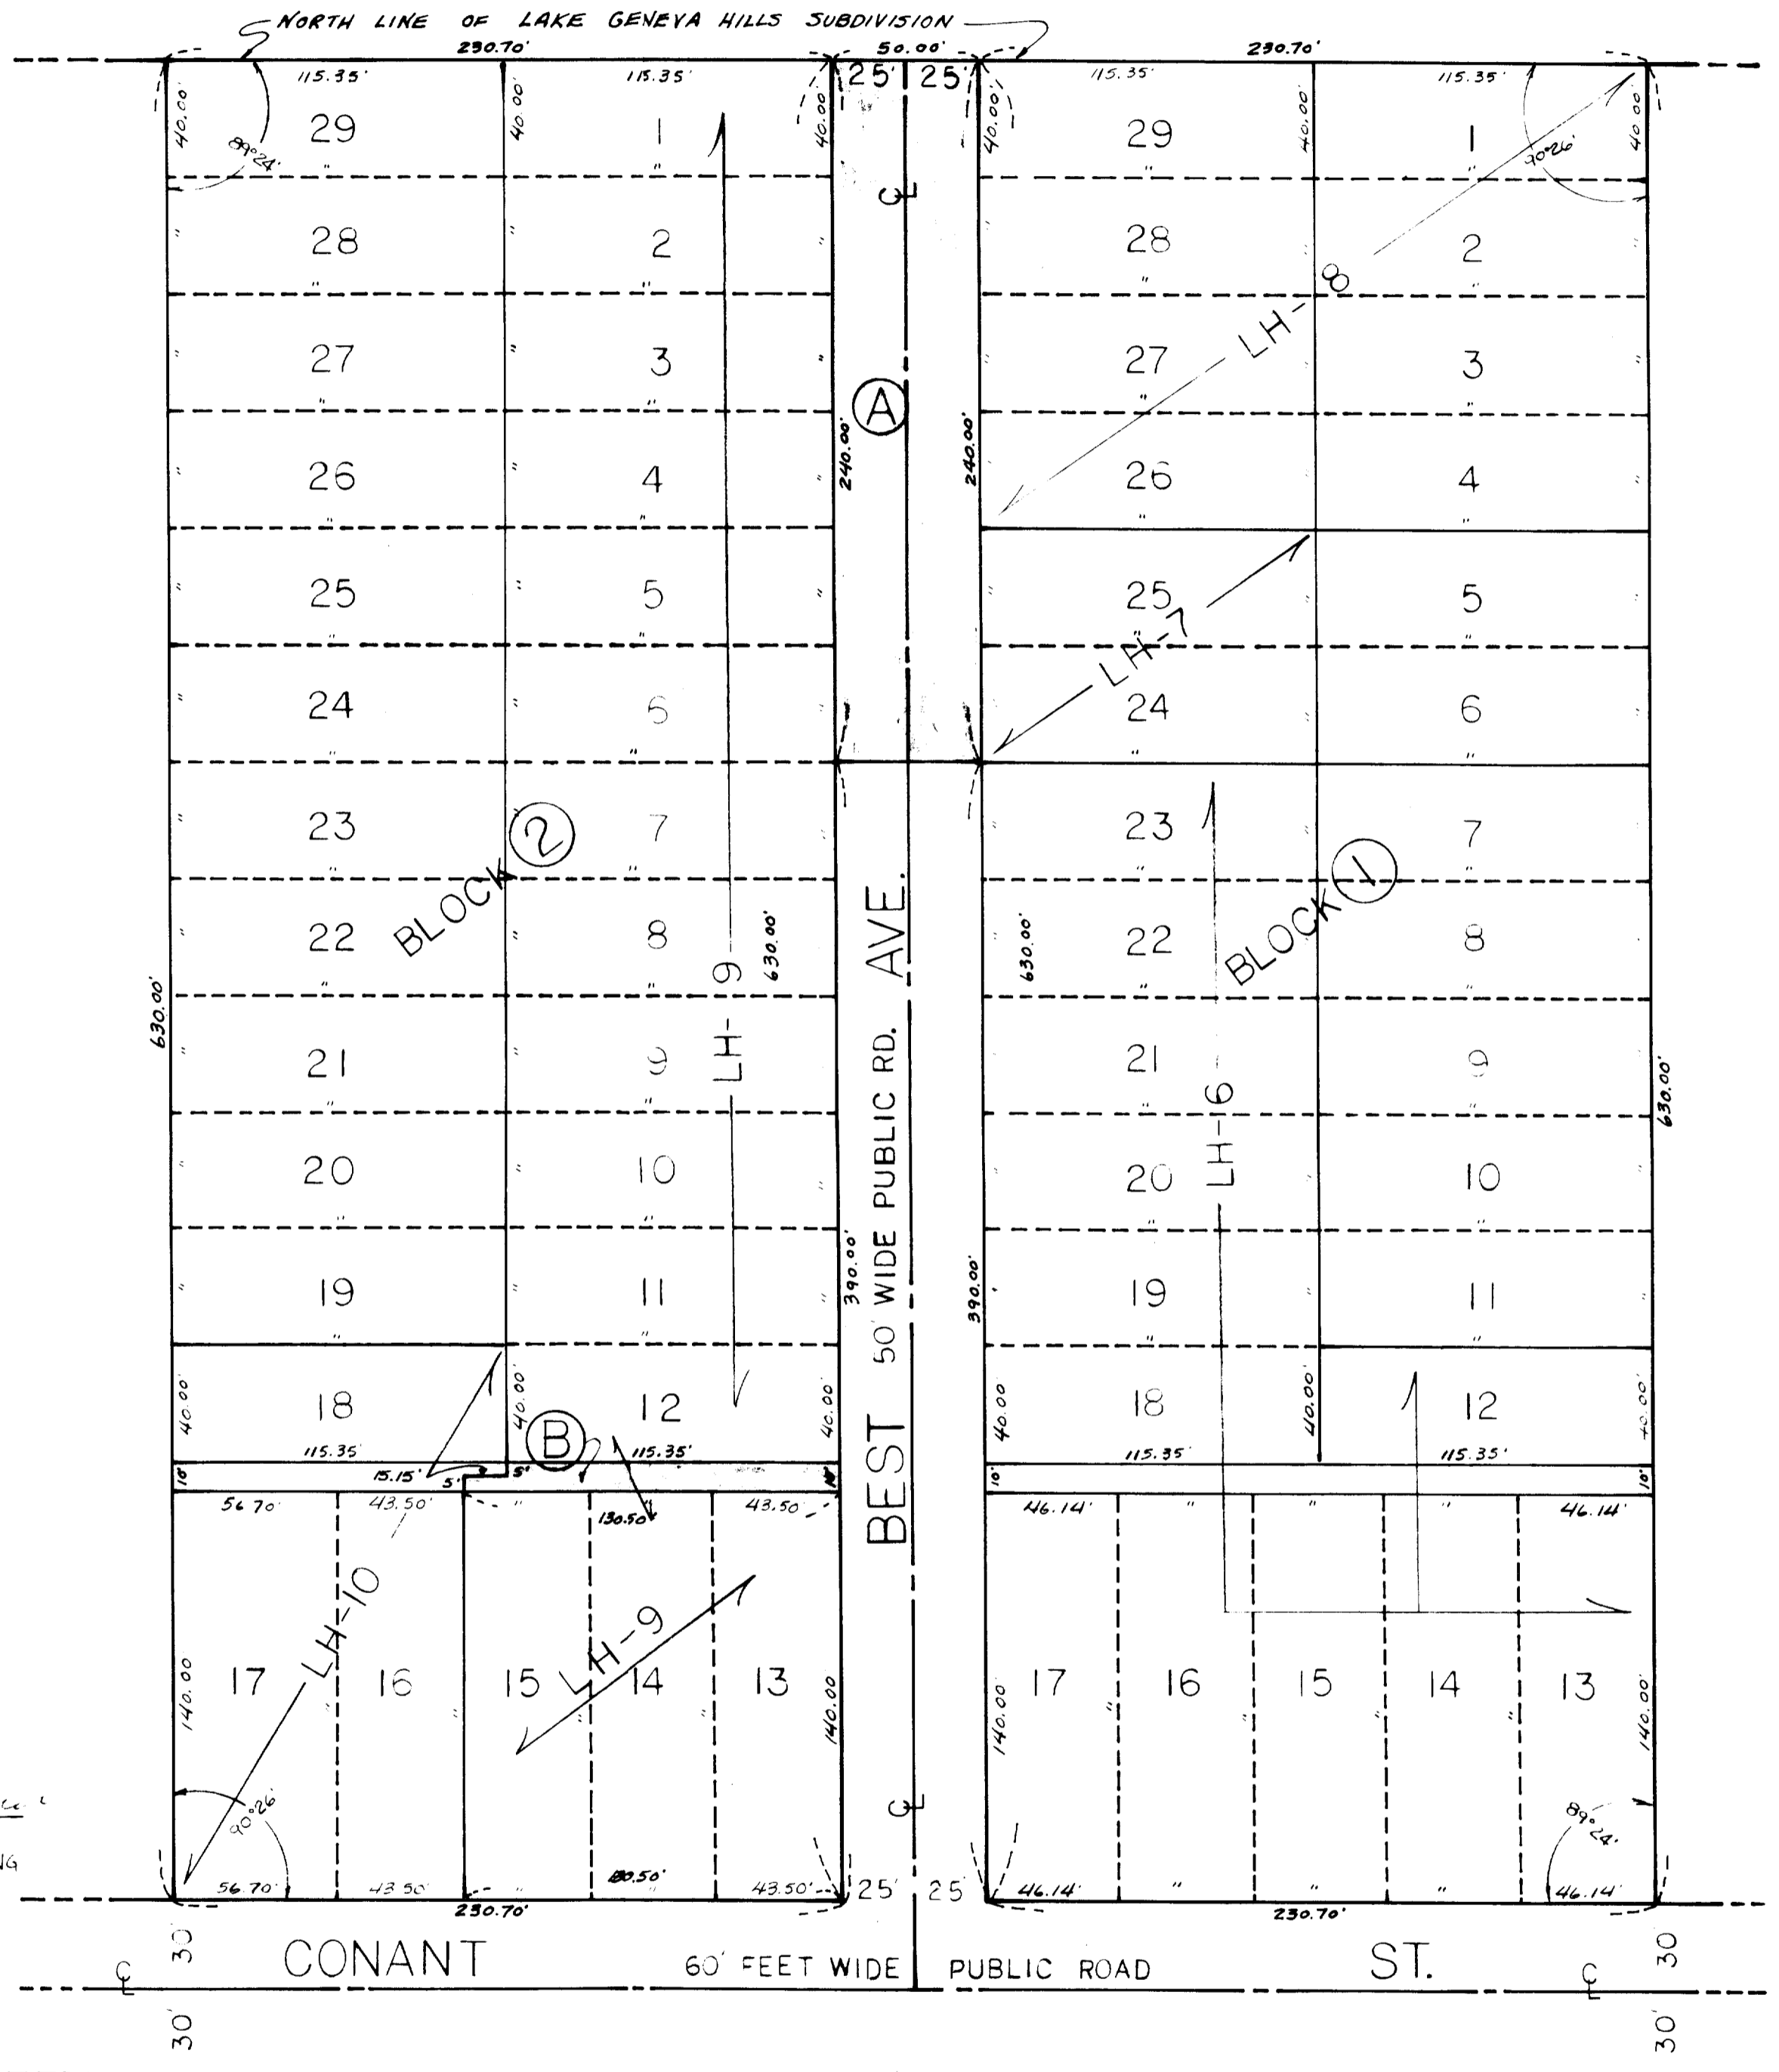 NORTH LINE OF LAKE GENEVA HILLS SUBDIVISION
230.70' 50.00' 230.70'
115.35' 115.35' 25' 25' 115.35' 115.35'
40.00' 40.00' 40.00' 40.00' 40.00' 40.00'
29 1 29 1
89°24' 90°26'
28 2 28 2
LH-8
27 3 27 3
A
240.00' 240.00'
26 4 26 4
25 5 25 5
LH-7
24 6 24 6
23 7 23 7
BLOCK 2 BLOCK 1
22 8 22 8
630.00' LH-9 630.00' 630.00' 630.00'
21 9 21 9
LH-6
20 10 20 10
390.00' 390.00'
19 11 19 11
BEST 50' WIDE PUBLIC RD. AVE.
40.00' 40.00' 40.00' 40.00' 40.00' 40.00'
18 12 18 12
B
115.35' 115.35' 115.35' 115.35'
10' 15.15' 5' 5' 10' 10' 10'
56.70' 43.50' " 130.50' " 43.50' 46.14' " " " 46.14'
LH-10 LH-9
17 16 15 14 13 17 16 15 14 13
140.00 140.00 140.00' 140.00'
90°26' 89°24'
NG
56.70' 43.50' " 130.50' " 43.50' 25' 25' 46.14' " " " 46.14'
230.70' 230.70'
30' 30
CONANT 60' FEET WIDE PUBLIC ROAD ST.
30' 30'